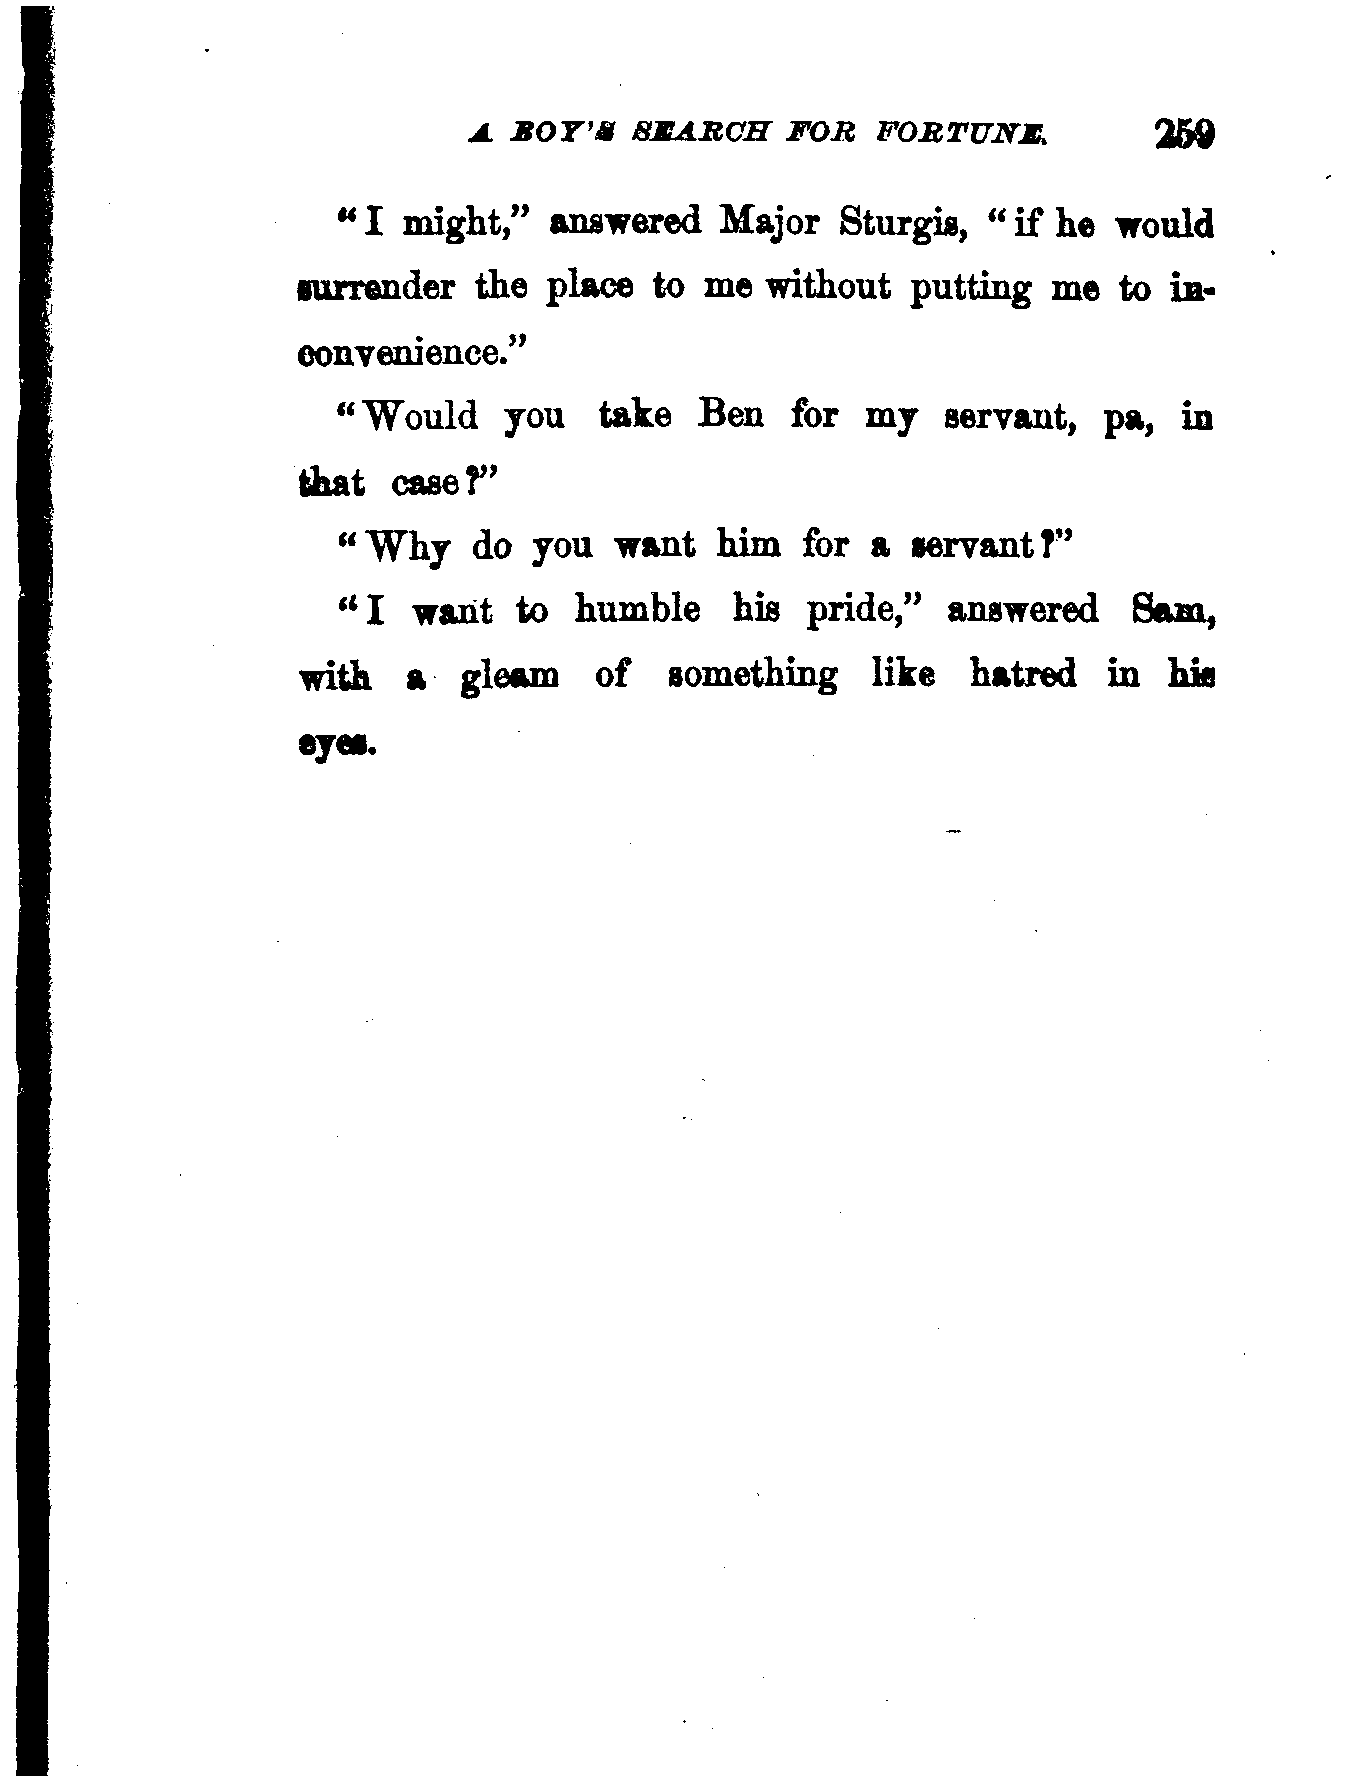 A BOY'S SEARCH FOR FORTUNE. 259
"I might," answered Major Sturgis, "if he would
surrender the place to me without putting me to in-
convenience."
"Would you take Ben for my servant, pa, in
that case?"
"Why do you want him for a servant?"
"I want to humble his pride," answered Sam,
with a gleam of something like hatred in his
eyes.